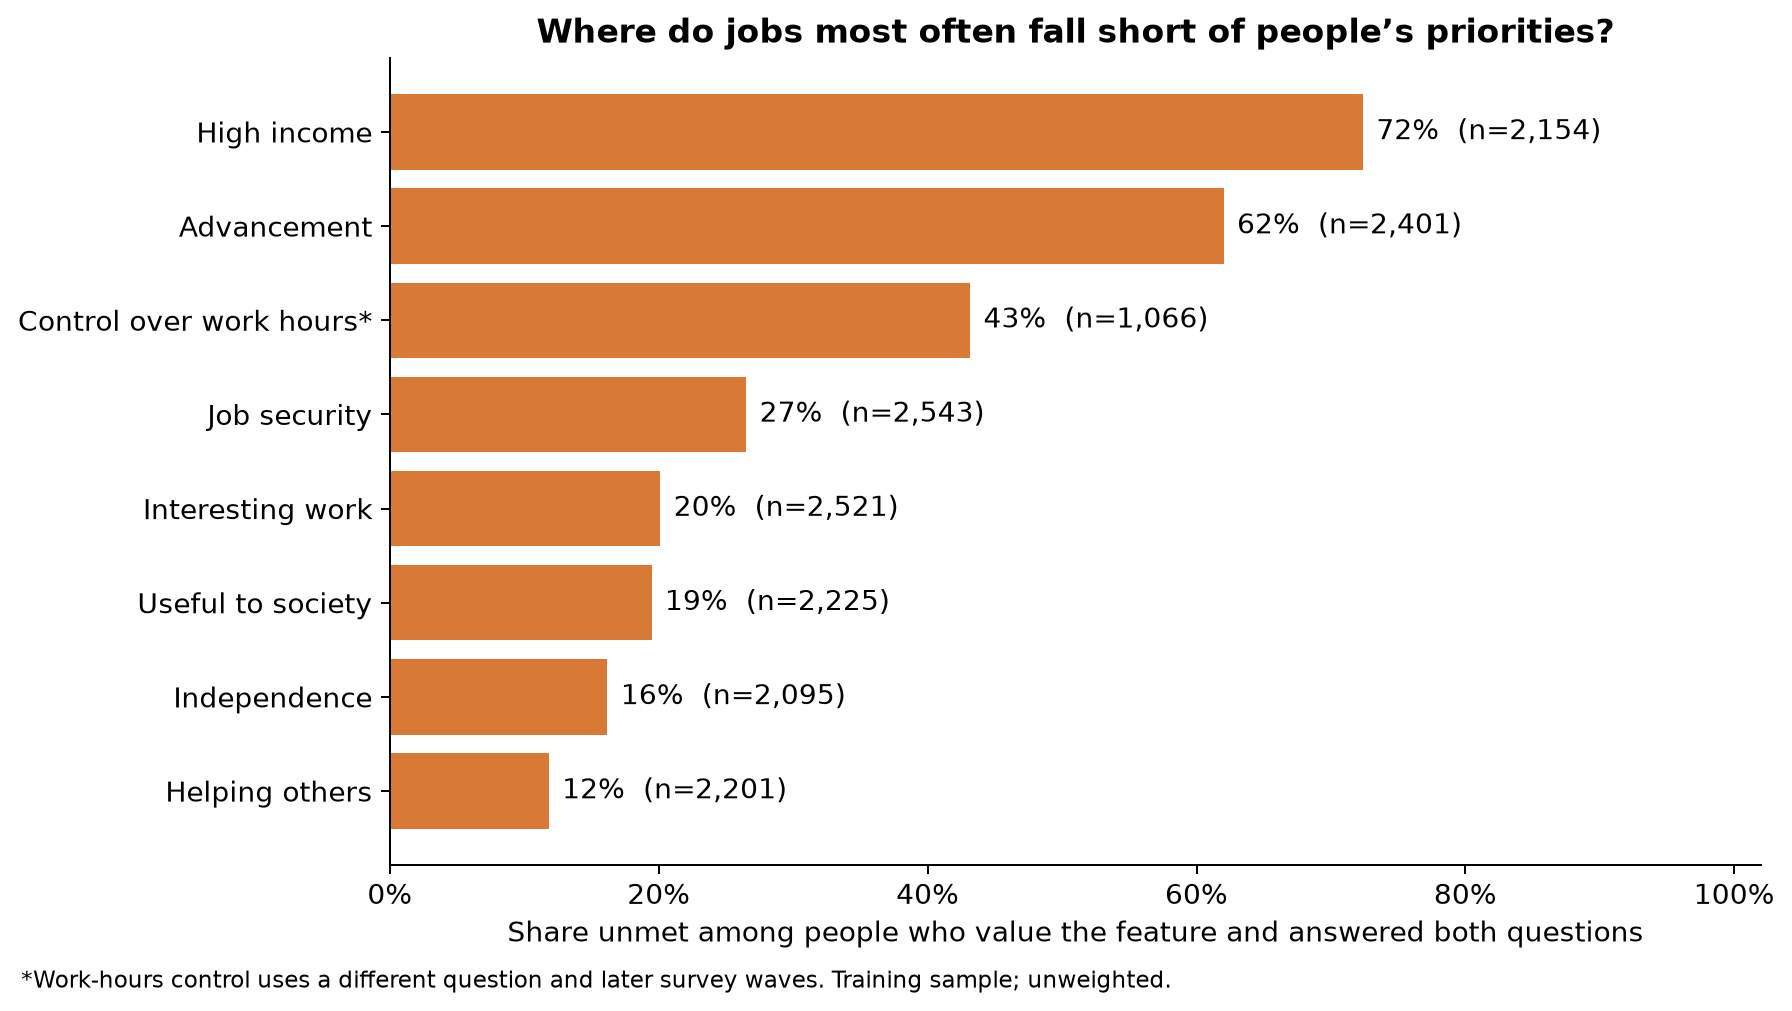 Where do jobs most often fall short of people’s priorities?
High income 72% (n=2,154)
Advancement 62% (n=2,401)
Control over work hours* 43% (n=1,066)
Job security 27% (n=2,543)
Interesting work 20% (n=2,521)
Useful to society 19% (n=2,225)
Independence 16% (n=2,095)
Helping others 12% (n=2,201)
0% 20% 40% 60% 80% 100%
Share unmet among people who value the feature and answered both questions
*Work-hours control uses a different question and later survey waves. Training sample; unweighted.